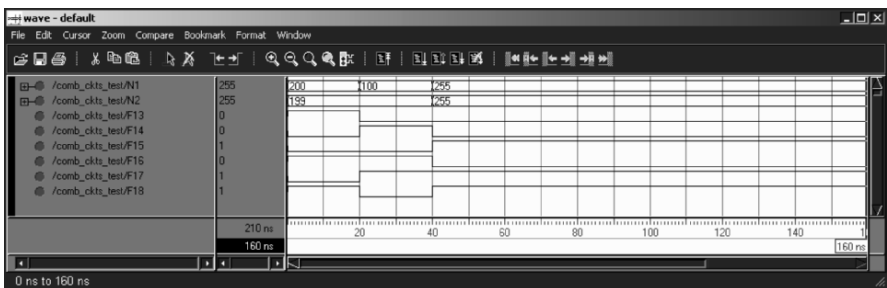 wave - default
File Edit Cursor Zoom Compare Bookmark Format Window
/comb_ckts_test/N1 255 200 100 255
/comb_ckts_test/N2 255 199 255
/comb_ckts_test/F13 0
/comb_ckts_test/F14 0
/comb_ckts_test/F15 1
/comb_ckts_test/F16 0
/comb_ckts_test/F17 1
/comb_ckts_test/F18 1
210 ns 20 40 60 80 100 120 140 1
160 ns 160 ns
0 ns to 160 ns